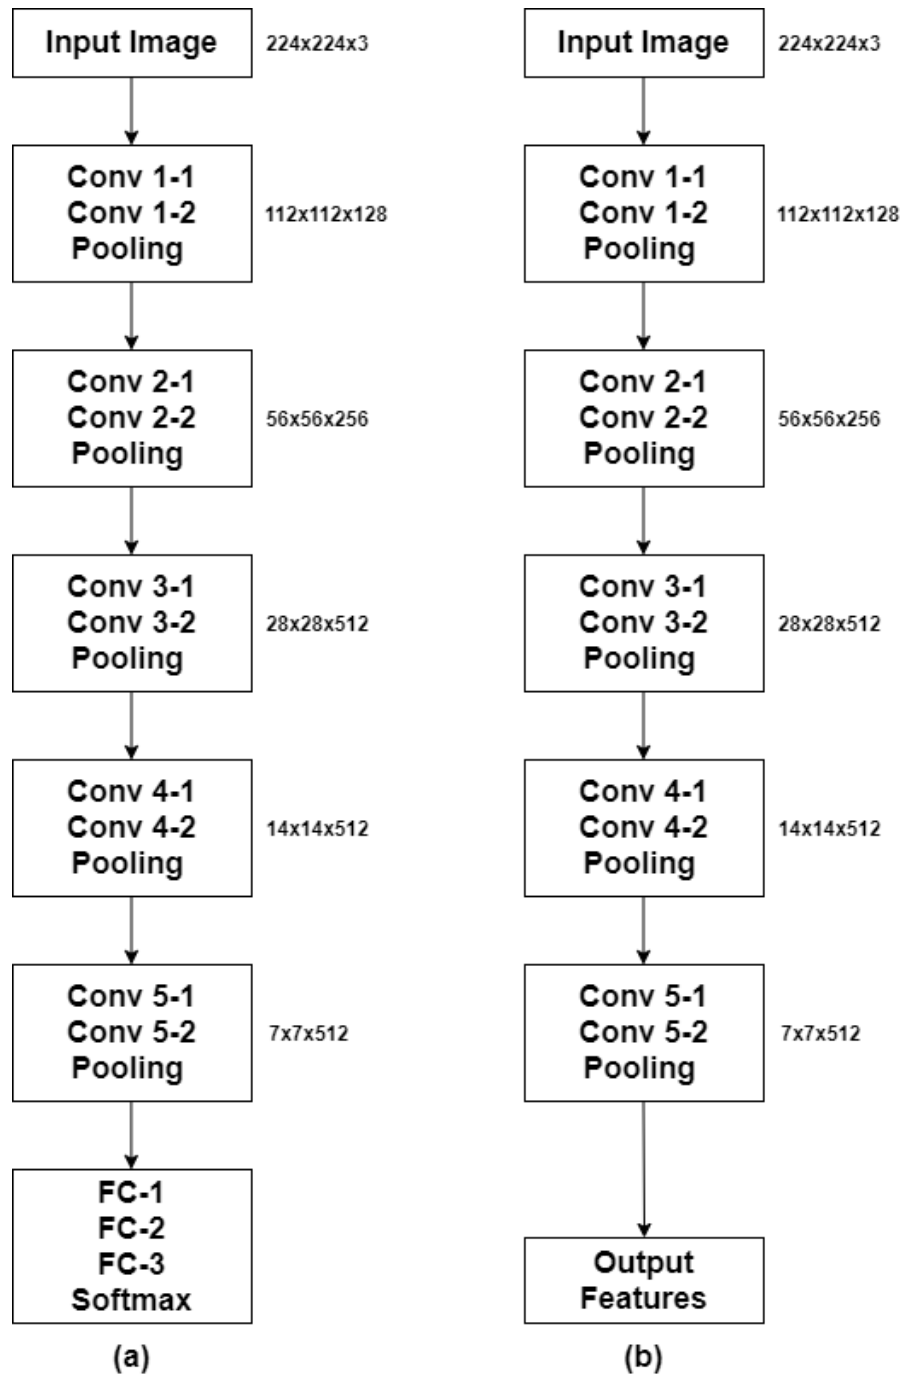 Input Image
224x224x3
Conv 1-1
Conv 1-2
Pooling
112x112x128
Conv 2-1
Conv 2-2
Pooling
56x56x256
Conv 3-1
Conv 3-2
Pooling
28x28x512
Conv 4-1
Conv 4-2
Pooling
14x14x512
Conv 5-1
Conv 5-2
Pooling
7x7x512
FC-1
FC-2
FC-3
Softmax
(a)
Input Image
224x224x3
Conv 1-1
Conv 1-2
Pooling
112x112x128
Conv 2-1
Conv 2-2
Pooling
56x56x256
Conv 3-1
Conv 3-2
Pooling
28x28x512
Conv 4-1
Conv 4-2
Pooling
14x14x512
Conv 5-1
Conv 5-2
Pooling
7x7x512
Output
Features
(b)